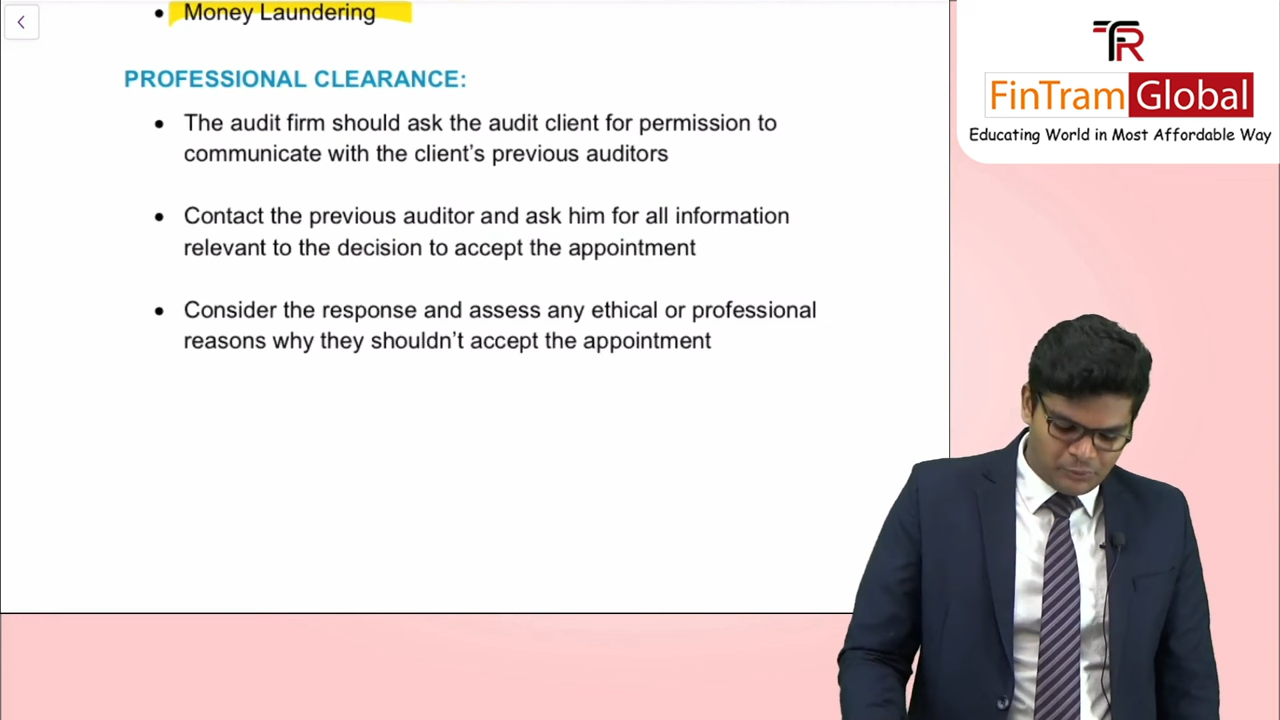 Money Laundering
PROFESSIONAL CLEARANCE:
• The audit firm should ask the audit client for permission to
communicate with the client’s previous auditors
• Contact the previous auditor and ask him for all information
relevant to the decision to accept the appointment
• Consider the response and assess any ethical or professional
reasons why they shouldn’t accept the appointment
FR
FinTram Global
Educating World in Most Affordable Way